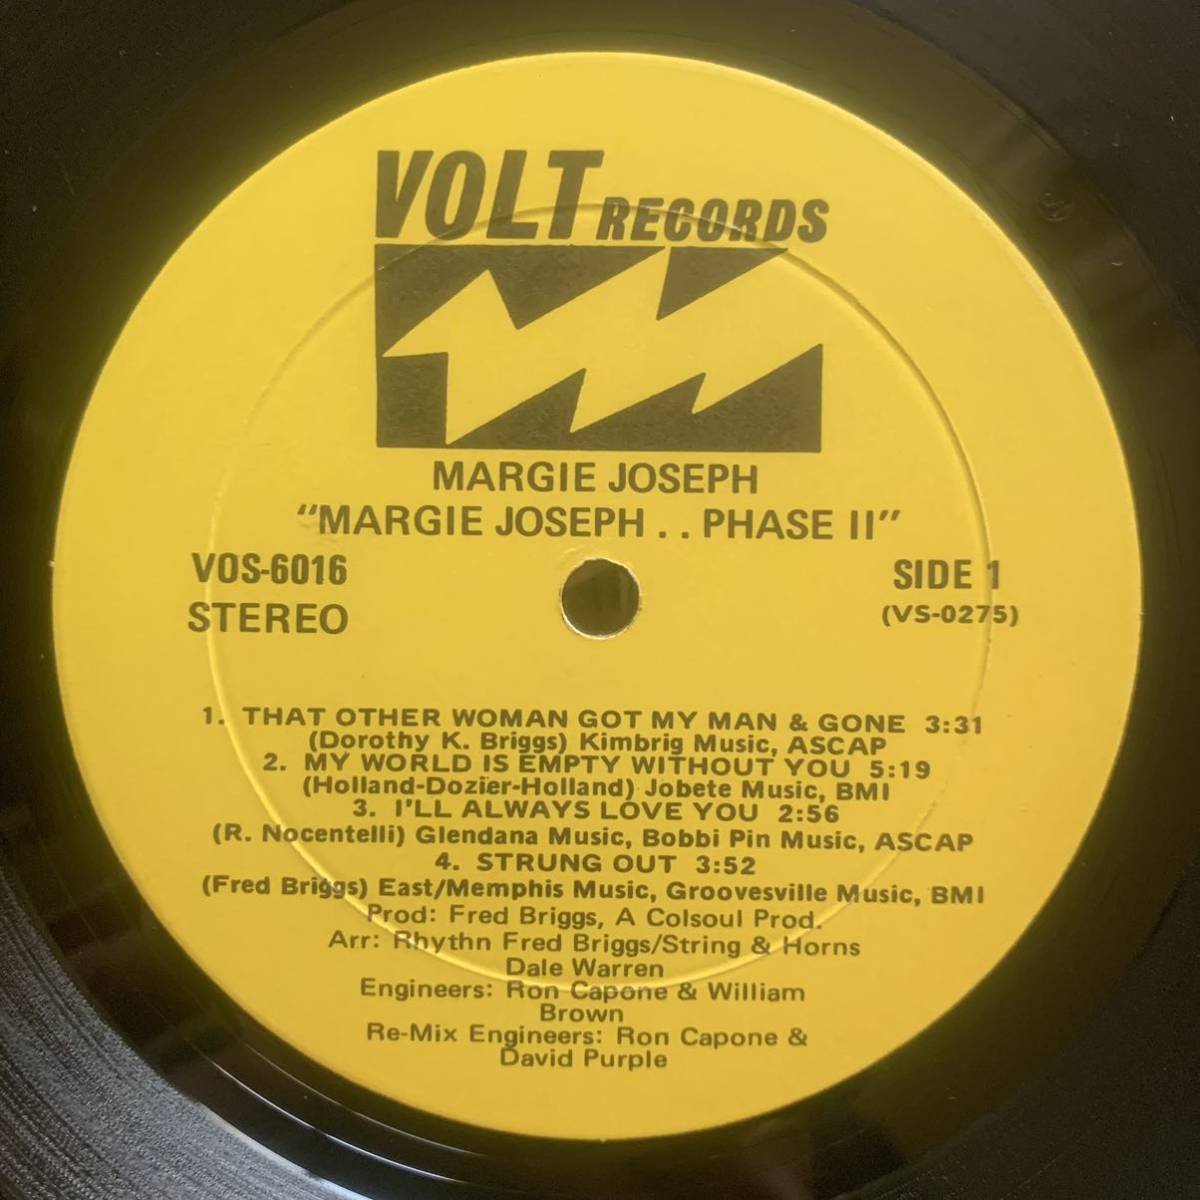 VOLT RECORDS
MARGIE JOSEPH
"MARGIE JOSEPH . . PHASE II"
VOS-6016
STEREO
SIDE 1
(VS-0275)
1. THAT OTHER WOMAN GOT MY MAN & GONE 3:31
(Dorothy K. Briggs) Kimbrig Music, ASCAP
2. MY WORLD IS EMPTY WITHOUT YOU 5:19
(Holland-Dozier-Holland) Jobete Music, BMI
3. I'LL ALWAYS LOVE YOU 2:56
(R. Nocentelli) Glendana Music, Bobbi Pin Music, ASCAP
4. STRUNG OUT 3:52
(Fred Briggs) East/Memphis Music, Groovesville Music, BMI
Prod: Fred Briggs, A Colsoul Prod.
Arr: Rhythn Fred Briggs/String & Horns
Dale Warren
Engineers: Ron Capone & William
Brown
Re-Mix Engineers: Ron Capone &
David Purple